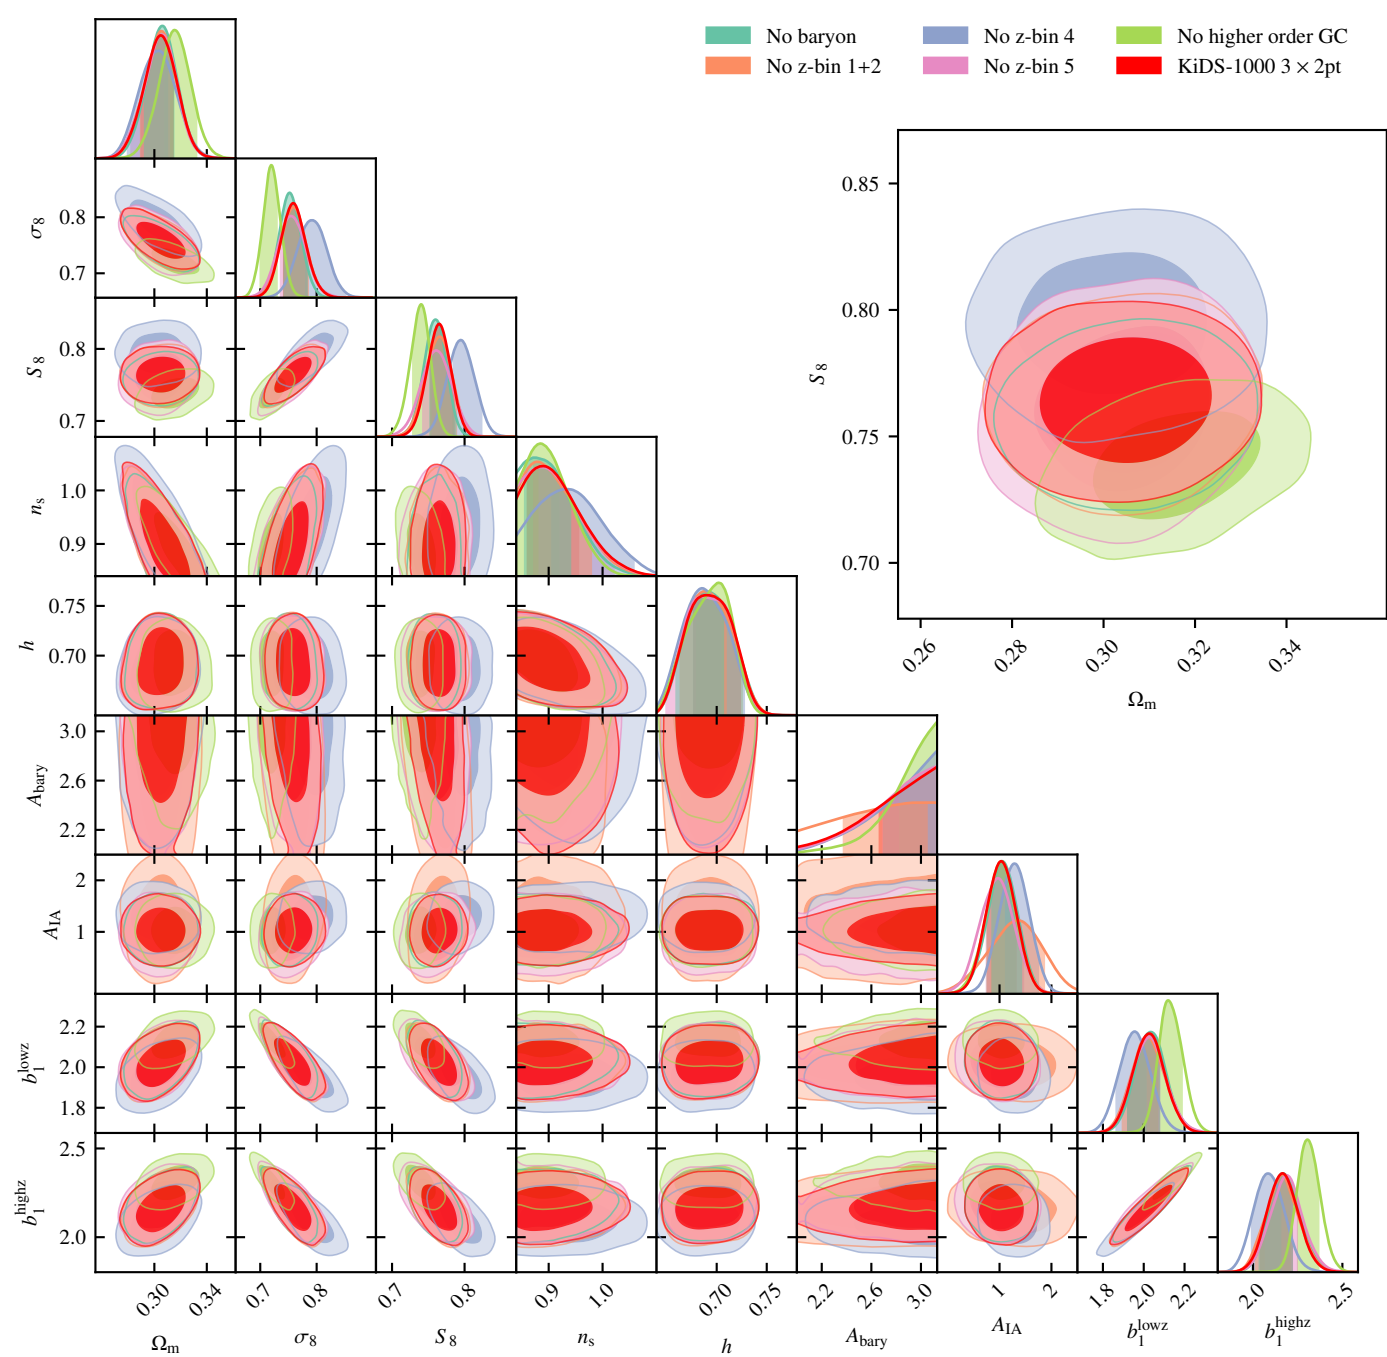 No baryon No z-bin 4 No higher order GC
No z-bin 1+2 No z-bin 5 KiDS-1000 3 × 2pt
0.85
0.80
0.75
0.70
S8
0.26 0.28 0.30 0.32 0.34
Ωm
0.8
0.7
σ8
0.8
0.7
S8
1.0
0.9
ns
0.75
0.70
h
3.0
2.6
2.2
Abary
2
1
AIA
2.2
2.0
1.8
b1lowz
2.5
2.0
b1highz
0.30 0.34 0.7 0.8 0.7 0.8 0.9 1.0 0.70 0.75 2.2 2.6 3.0 1 2 1.8 2.0 2.2 2.0 2.5
Ωm σ8 S8 ns h Abary AIA b1lowz b1highz